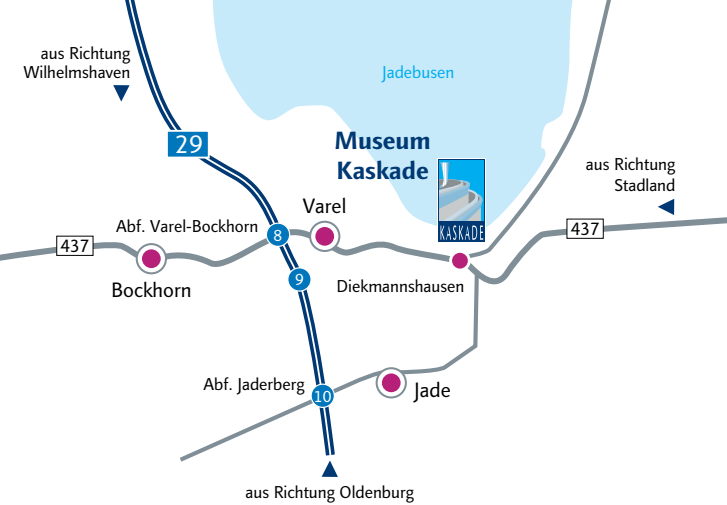 aus Richtung
Wilhelmshaven
Jadebusen
29
Museum
Kaskade
aus Richtung
Stadland
KASKADE
Varel
Abf. Varel-Bockhorn
8
437
437
Bockhorn
9
Diekmannshausen
Abf. Jaderberg
10
Jade
aus Richtung Oldenburg